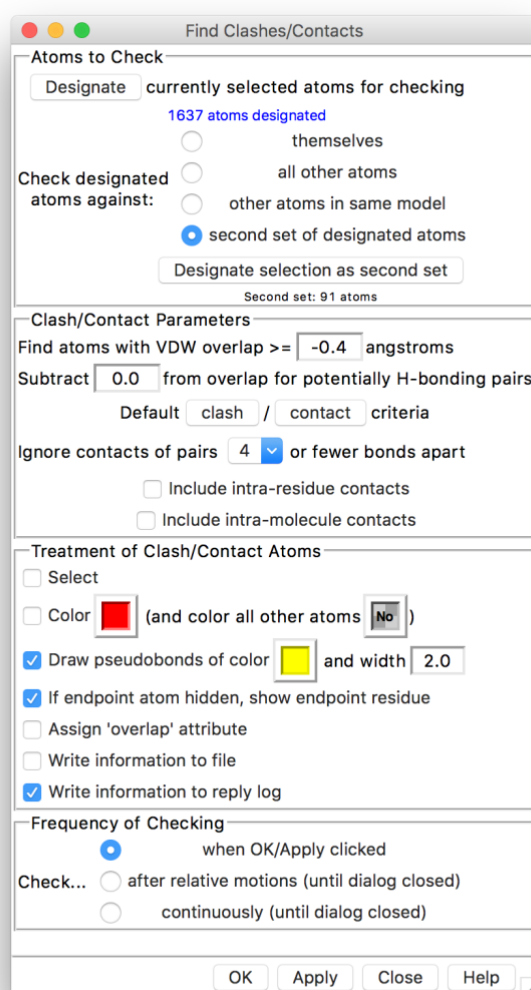 Find Clashes/Contacts
Atoms to Check
Designate currently selected atoms for checking
1637 atoms designated
themselves
all other atoms
Check designated atoms against:
other atoms in same model
second set of designated atoms
Designate selection as second set
Second set: 91 atoms
Clash/Contact Parameters
Find atoms with VDW overlap >= -0.4 angstroms
Subtract 0.0 from overlap for potentially H-bonding pairs
Default clash / contact criteria
Ignore contacts of pairs 4 or fewer bonds apart
Include intra-residue contacts
Include intra-molecule contacts
Treatment of Clash/Contact Atoms
Select
Color (and color all other atoms No )
Draw pseudobonds of color and width 2.0
If endpoint atom hidden, show endpoint residue
Assign 'overlap' attribute
Write information to file
Write information to reply log
Frequency of Checking
when OK/Apply clicked
Check... after relative motions (until dialog closed)
continuously (until dialog closed)
OK Apply Close Help